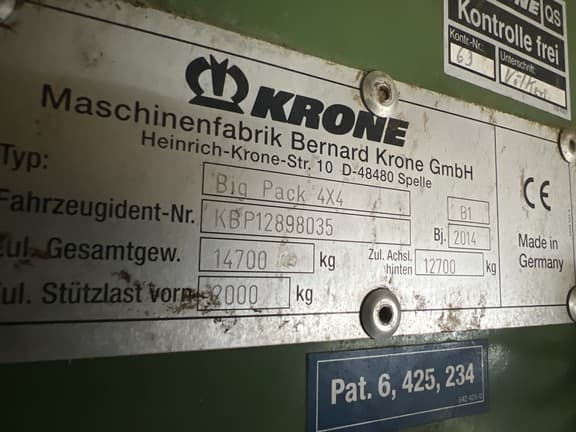 NE QS
Kontrolle frei
Kontr.-Nr.: Unterschrift:
63
KRONE
Maschinenfabrik Bernard Krone GmbH
Heinrich-Krone-Str. 10 D-48480 Spelle
Typ: Big Pack 4X4 B1
Fahrzeugident-Nr. KBP12898035 Bj. 2014
Zul. Gesamtgew. 14700 kg Zul. Achsl. hinten 12700 kg
Zul. Stützlast vorn 2000 kg
CE
Made in
Germany
Pat. 6, 425, 234